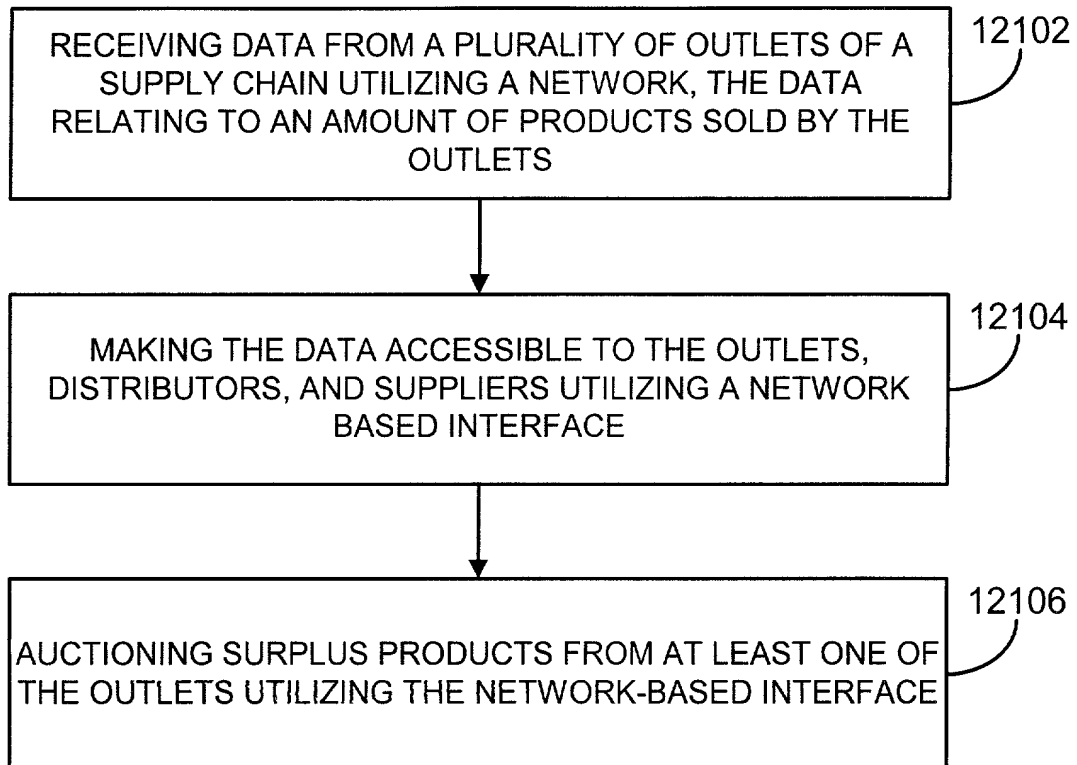 RECEIVING DATA FROM A PLURALITY OF OUTLETS OF A
SUPPLY CHAIN UTILIZING A NETWORK, THE DATA
RELATING TO AN AMOUNT OF PRODUCTS SOLD BY THE
OUTLETS
12102
MAKING THE DATA ACCESSIBLE TO THE OUTLETS,
DISTRIBUTORS, AND SUPPLIERS UTILIZING A NETWORK
BASED INTERFACE
12104
AUCTIONING SURPLUS PRODUCTS FROM AT LEAST ONE OF
THE OUTLETS UTILIZING THE NETWORK-BASED INTERFACE
12106